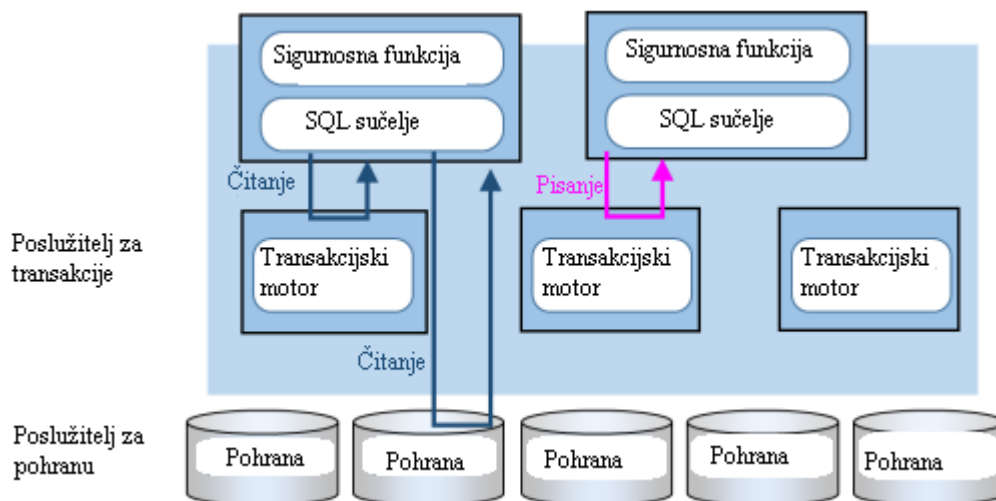 Sigurnosna funkcija
SQL sučelje
Sigurnosna funkcija
SQL sučelje
Čitanje
Pisanje
Poslužitelj za
transakcije
Transakcijski
motor
Transakcijski
motor
Transakcijski
motor
Čitanje
Poslužitelj za
pohranu
Pohrana
Pohrana
Pohrana
Pohrana
Pohrana